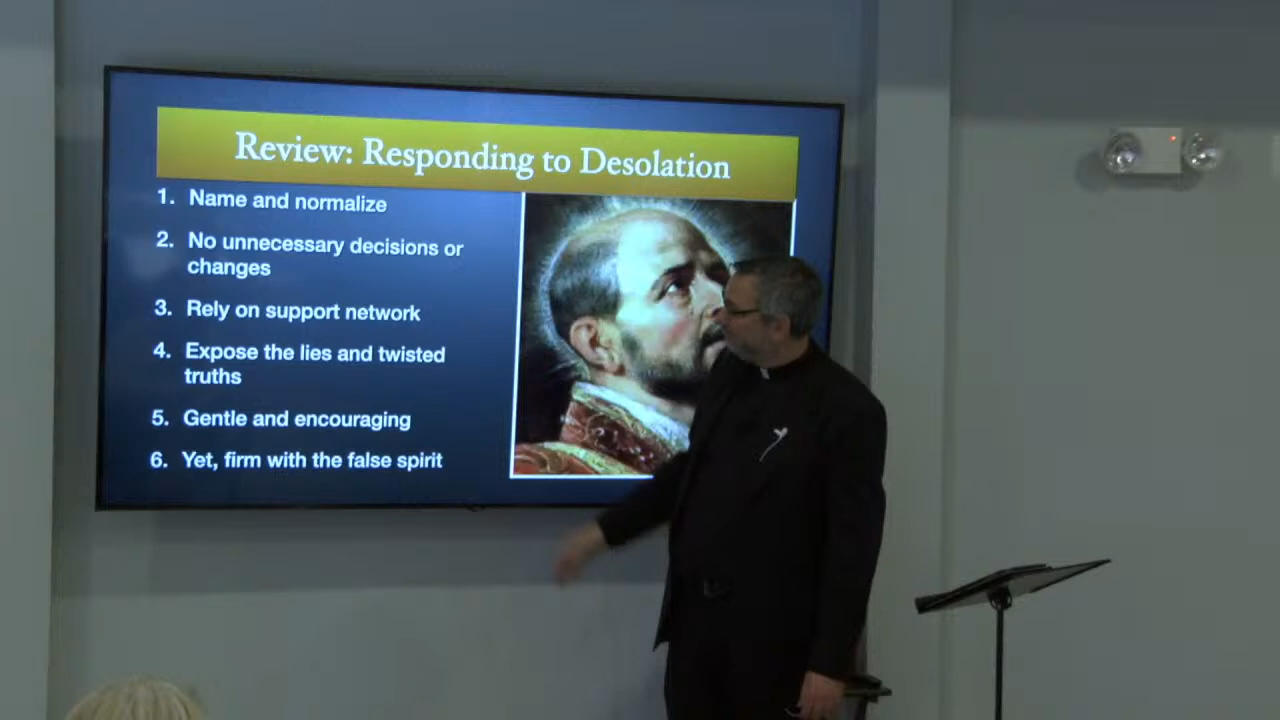 Review: Responding to Desolation
1. Name and normalize
2. No unnecessary decisions or
changes
3. Rely on support network
4. Expose the lies and twisted
truths
5. Gentle and encouraging
6. Yet, firm with the false spirit